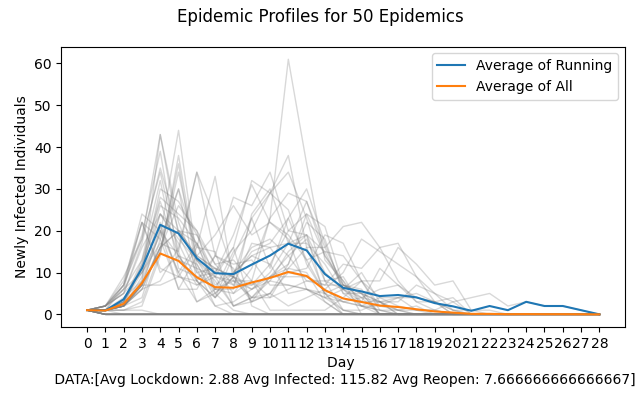 Epidemic Profiles for 50 Epidemics
Average of Running
Average of All
Newly Infected Individuals
60
50
40
30
20
10
0
0 1 2 3 4 5 6 7 8 9 10 11 12 13 14 15 16 17 18 19 20 21 22 23 24 25 26 27 28
Day
DATA:[Avg Lockdown: 2.88 Avg Infected: 115.82 Avg Reopen: 7.666666666666667]